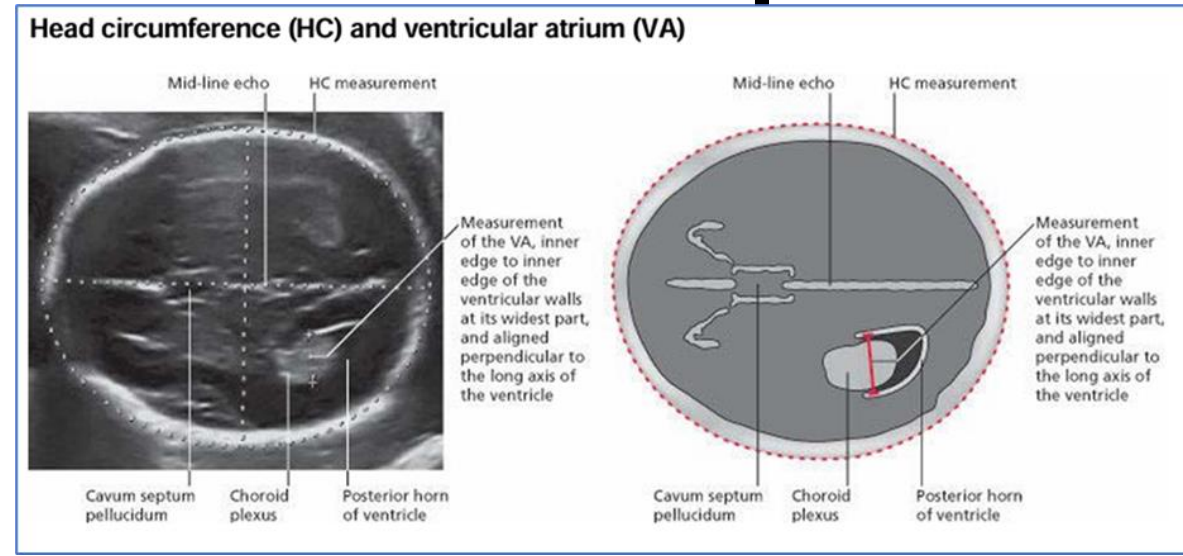 Head circumference (HC) and ventricular atrium (VA)
Mid-line echo
HC measurement
Measurement
of the VA, inner
edge to inner
edge of the
ventricular walls
at its widest part,
and aligned
perpendicular to
the long axis of
the ventricle
Cavum septum
pellucidum
Choroid
plexus
Posterior horn
of ventricle
Mid-line echo
HC measurement
Measurement
of the VA, inner
edge to inner
edge of the
ventricular walls
at its widest part,
and aligned
perpendicular to
the long axis of
the ventricle
Cavum septum
pellucidum
Choroid
plexus
Posterior horn
of ventricle